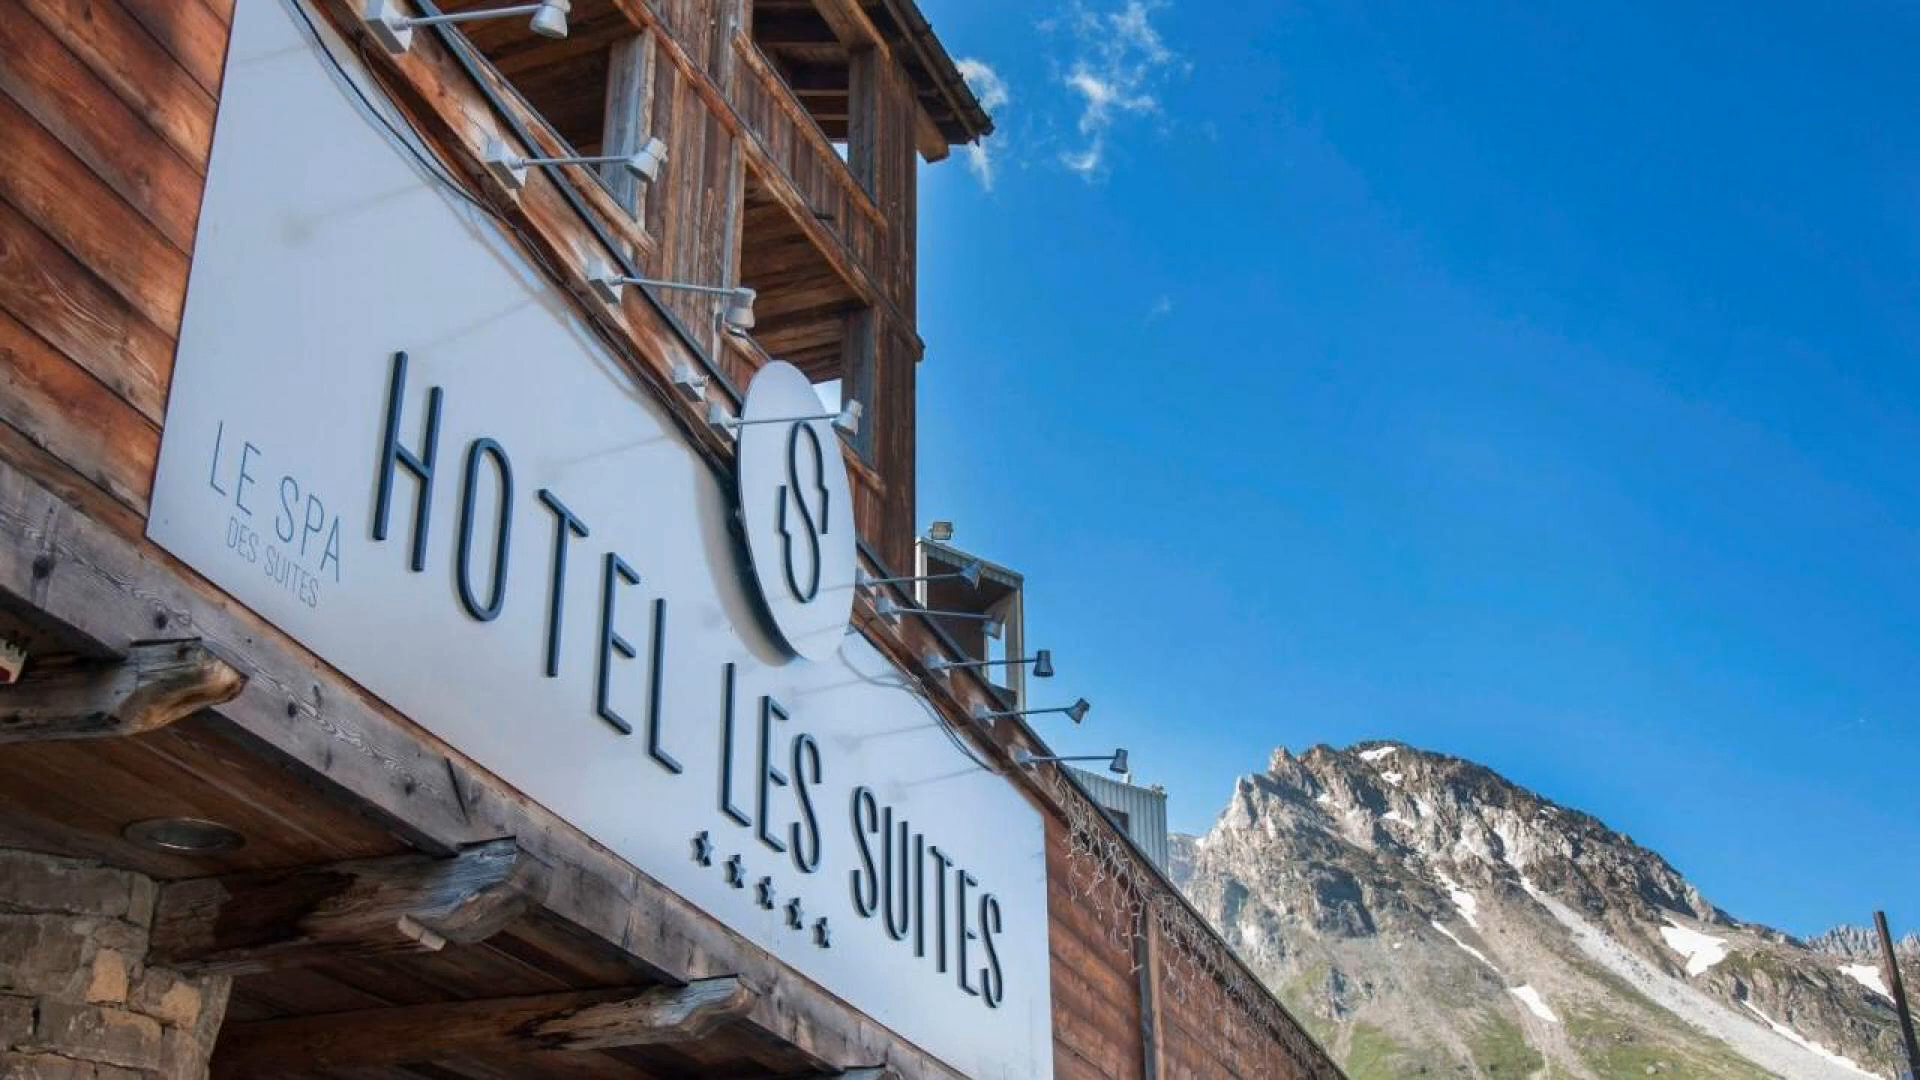 S
HOTEL LES SUITES
★★★★★
LE SPA
DES SUITES